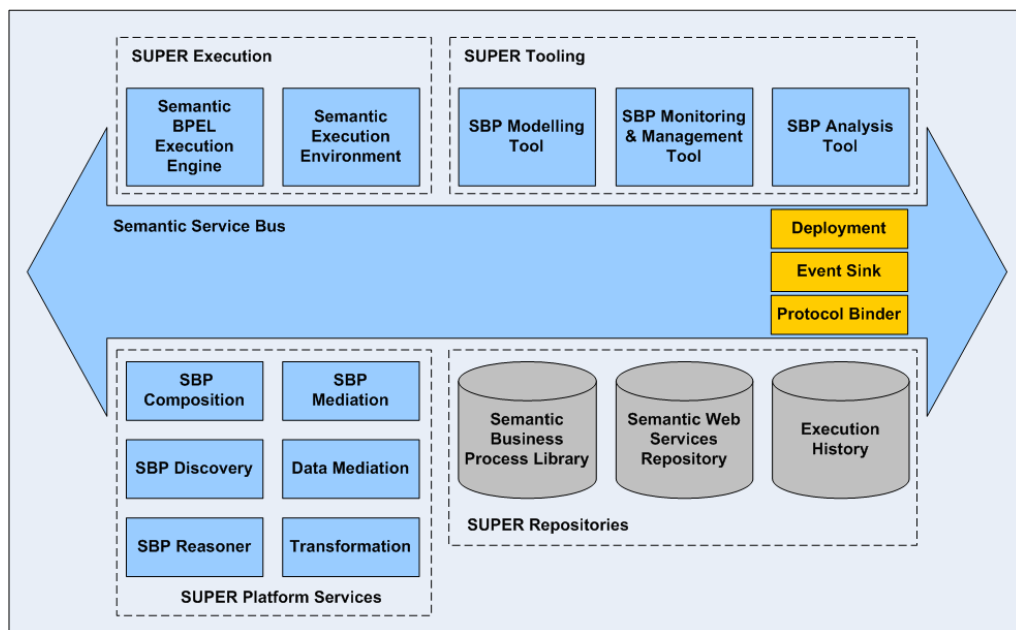 SUPER Execution
Semantic
BPEL
Execution
Engine
Semantic
Execution
Environment
SUPER Tooling
SBP Modelling
Tool
SBP Monitoring
& Management
Tool
SBP Analysis
Tool
Semantic Service Bus
Deployment
Event Sink
Protocol Binder
SBP
Composition
SBP
Mediation
SBP Discovery
Data Mediation
SBP Reasoner
Transformation
SUPER Platform Services
Semantic
Business
Process Library
Semantic Web
Services
Repository
Execution
History
SUPER Repositories